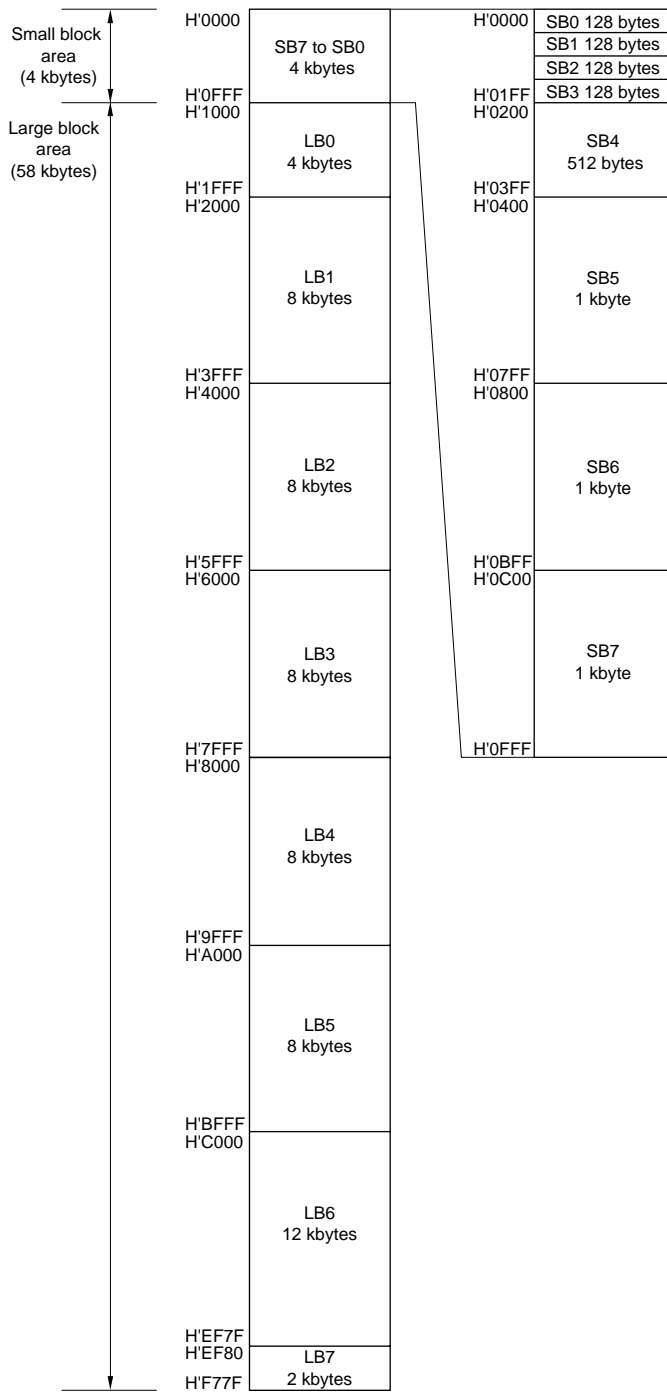 Small block
area
(4 kbytes)
Large block
area
(58 kbytes)
H'0000
SB7 to SB0
4 kbytes
H'0FFF
H'1000
LB0
4 kbytes
H'1FFF
H'2000
LB1
8 kbytes
H'3FFF
H'4000
LB2
8 kbytes
H'5FFF
H'6000
LB3
8 kbytes
H'7FFF
H'8000
LB4
8 kbytes
H'9FFF
H'A000
LB5
8 kbytes
H'BFFF
H'C000
LB6
12 kbytes
H'EF7F
H'EF80
LB7
2 kbytes
H'F77F
H'0000
SB0 128 bytes
SB1 128 bytes
SB2 128 bytes
SB3 128 bytes
H'01FF
H'0200
SB4
512 bytes
H'03FF
H'0400
SB5
1 kbyte
H'07FF
H'0800
SB6
1 kbyte
H'0BFF
H'0C00
SB7
1 kbyte
H'0FFF